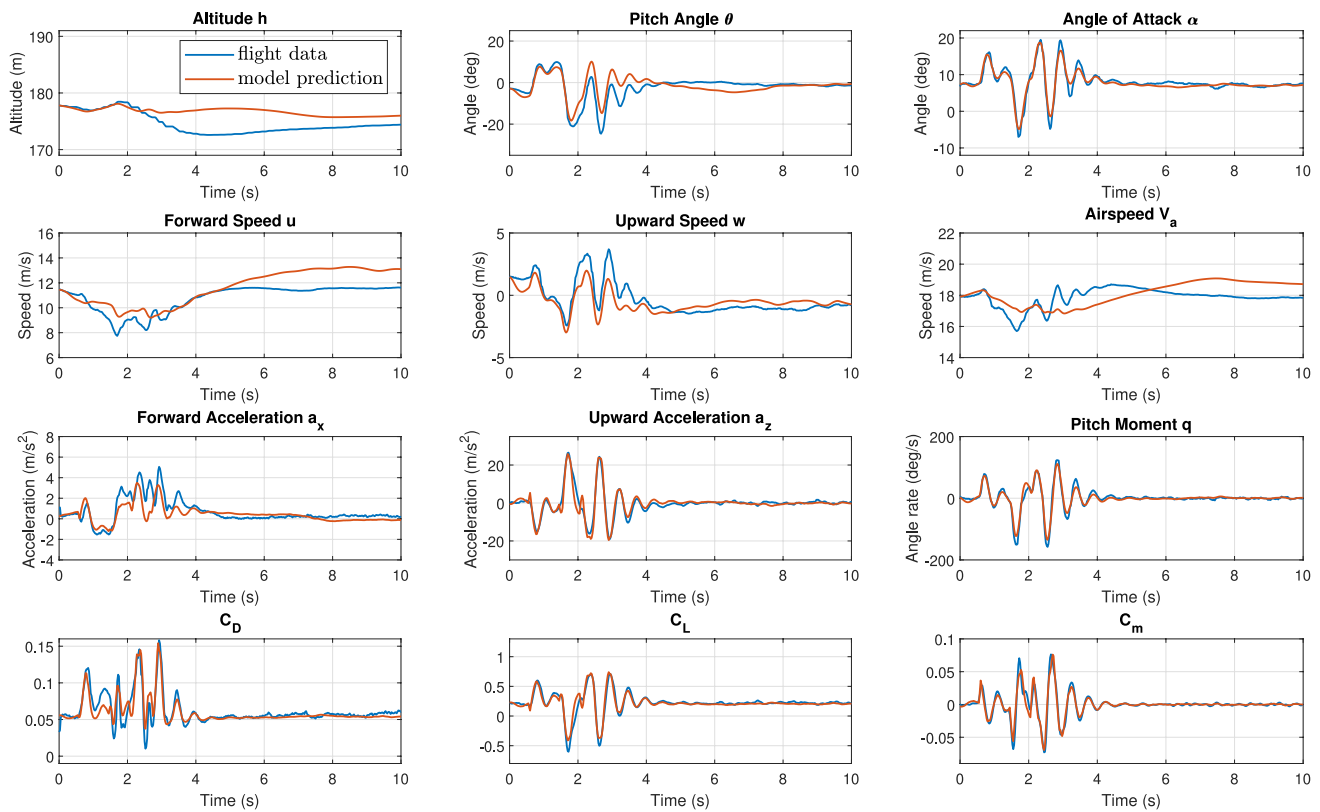 Altitude h
190
180
170
Altitude (m)
flight data
model prediction
0 2 4 6 8 10
Time (s)
Pitch Angle θ
20
0
-20
Angle (deg)
0 2 4 6 8 10
Time (s)
Angle of Attack α
20
10
0
-10
Angle (deg)
0 2 4 6 8 10
Time (s)
Forward Speed u
16
14
12
10
8
6
Speed (m/s)
0 2 4 6 8 10
Time (s)
Upward Speed w
5
0
-5
Speed (m/s)
0 2 4 6 8 10
Time (s)
Airspeed V_a
22
20
18
16
14
Speed (m/s)
0 2 4 6 8 10
Time (s)
Forward Acceleration a_x
8
6
4
2
0
-2
-4
Acceleration (m/s²)
0 2 4 6 8 10
Time (s)
Upward Acceleration a_z
20
0
-20
Acceleration (m/s²)
0 2 4 6 8 10
Time (s)
Pitch Moment q
200
0
-200
Angle rate (deg/s)
0 2 4 6 8 10
Time (s)
C_D
0.15
0.1
0.05
0
0 2 4 6 8 10
Time (s)
C_L
1
0.5
0
-0.5
0 2 4 6 8 10
Time (s)
C_m
0.1
0.05
0
-0.05
0 2 4 6 8 10
Time (s)